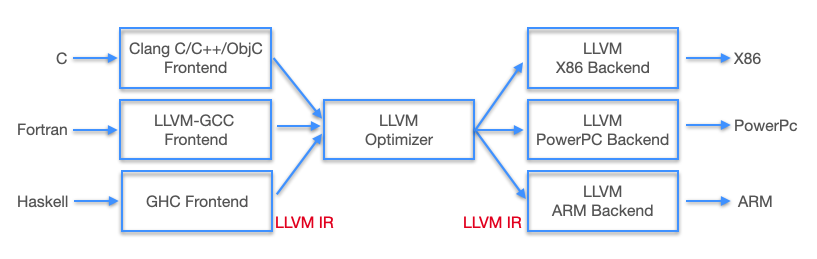 C
Clang C/C++/ObjC
Frontend
LLVM
X86 Backend
X86
Fortran
LLVM-GCC
Frontend
LLVM
Optimizer
LLVM
PowerPC Backend
PowerPc
Haskell
GHC Frontend
LLVM IR
LLVM IR
LLVM
ARM Backend
ARM